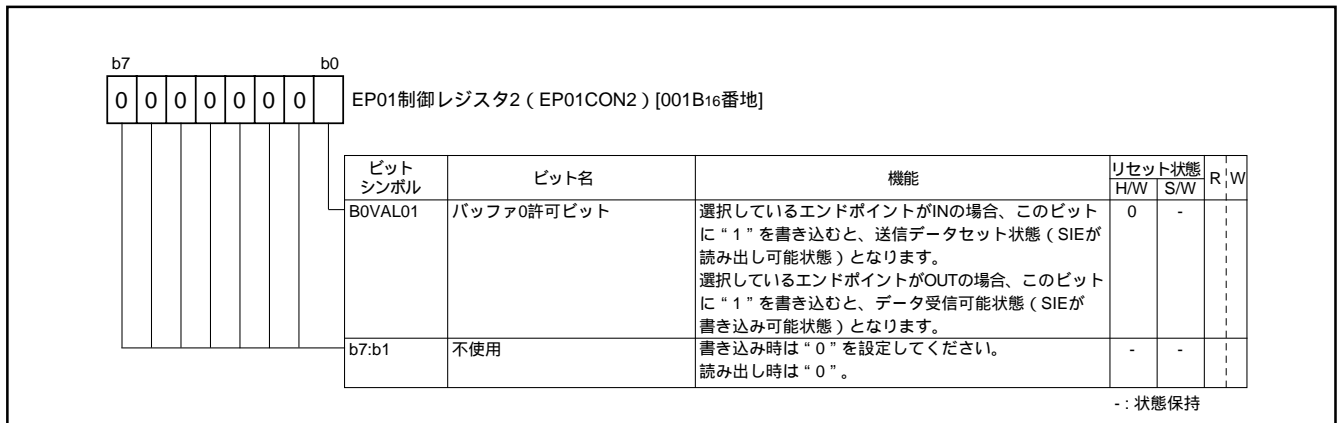 b7 b0
0 0 0 0 0 0 0 EP01制御レジスタ2(EP01CON2)[001B16番地]
ビット
シンボル ビット名 機能 リセット状態 R W
H/W S/W
B0VAL01 バッファ0許可ビット 選択しているエンドポイントがINの場合、このビット 0 -
に“1”を書き込むと、送信データセット状態(SIEが
読み出し可能状態)となります。
選択しているエンドポイントがOUTの場合、このビット
に“1”を書き込むと、データ受信可能状態(SIEが
書き込み可能状態)となります。
b7:b1 不使用 書き込み時は“0”を設定してください。 - -
読み出し時は“0”。
- : 状態保持